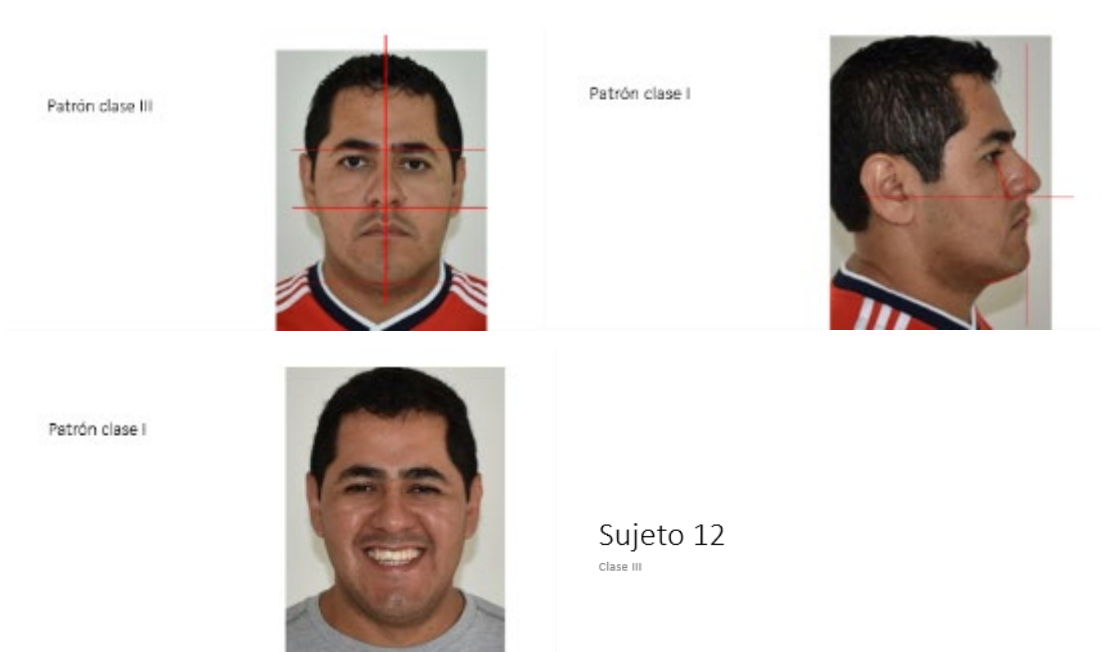 Patrón clase III
Patrón clase I
Patrón clase I
Sujeto 12
Clase III